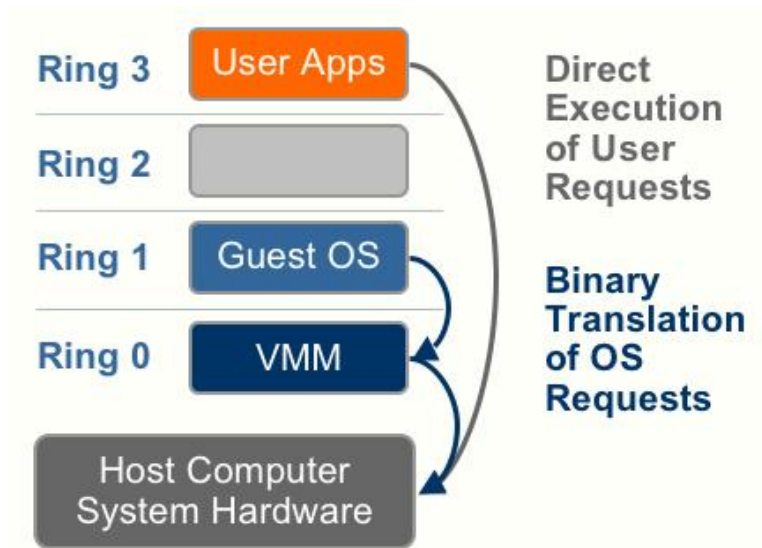 Ring 3
User Apps
Ring 2
Ring 1
Guest OS
Ring 0
VMM
Host Computer
System Hardware
Direct
Execution
of User
Requests
Binary
Translation
of OS
Requests